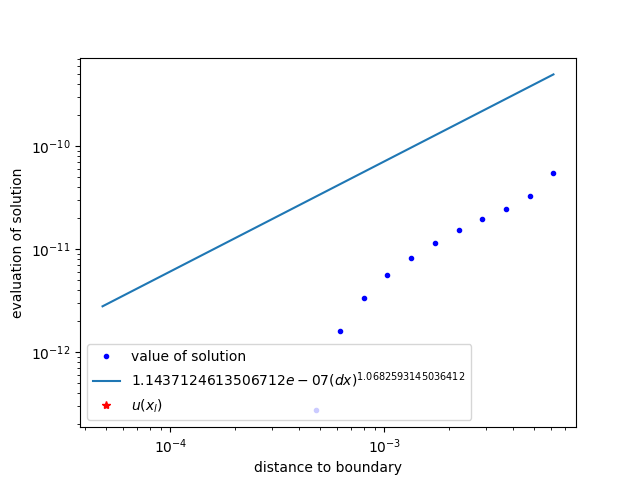 evaluation of solution
10⁻¹⁰
10⁻¹¹
10⁻¹²
value of solution
1.1437124613506712e − 07(dx)^1.0682593145036412
u(x_l)
10⁻⁴
10⁻³
distance to boundary